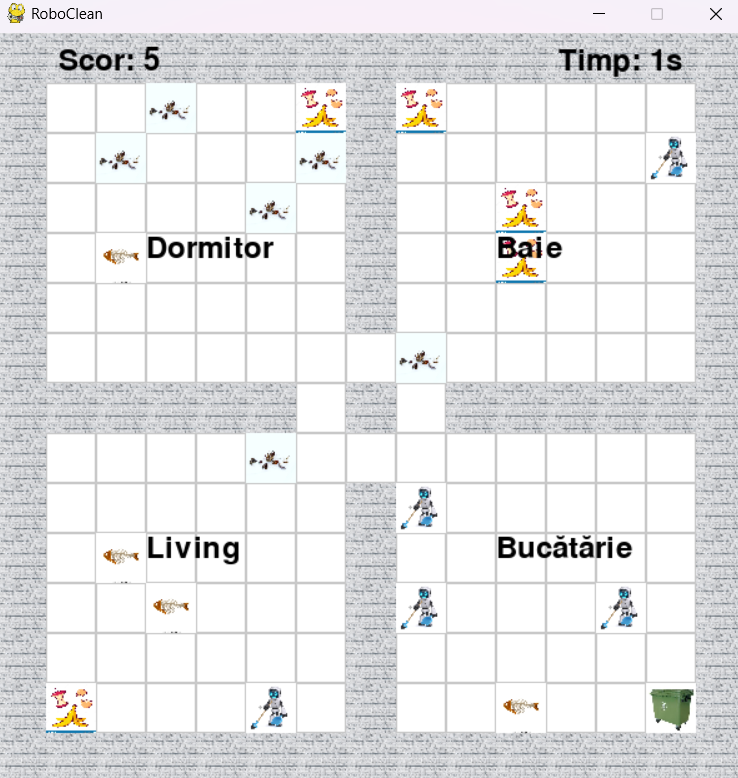 RoboClean
Scor: 5
Timp: 1s
Dormitor
Baie
Living
Bucătărie